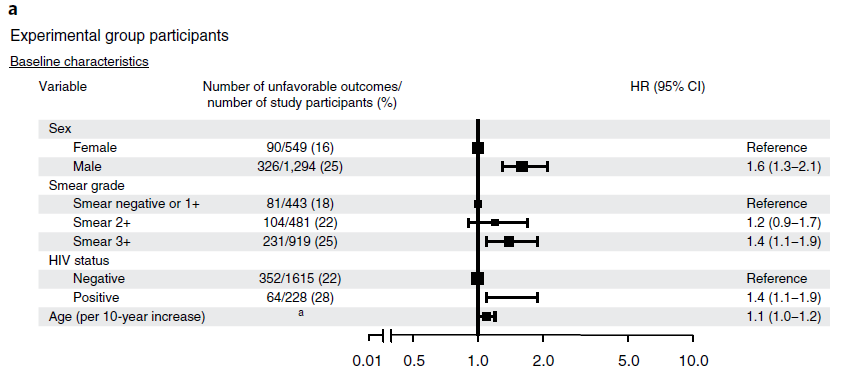 a
Experimental group participants
Baseline characteristics
Variable Number of unfavorable outcomes/ HR (95% CI)
number of study participants (%)
Sex
Female 90/549 (16) Reference
Male 326/1,294 (25) 1.6 (1.3–2.1)
Smear grade
Smear negative or 1+ 81/443 (18) Reference
Smear 2+ 104/481 (22) 1.2 (0.9–1.7)
Smear 3+ 231/919 (25) 1.4 (1.1–1.9)
HIV status
Negative 352/1615 (22) Reference
Positive 64/228 (28) 1.4 (1.1–1.9)
Age (per 10-year increase) a 1.1 (1.0–1.2)
0.01 0.5 1.0 2.0 5.0 10.0